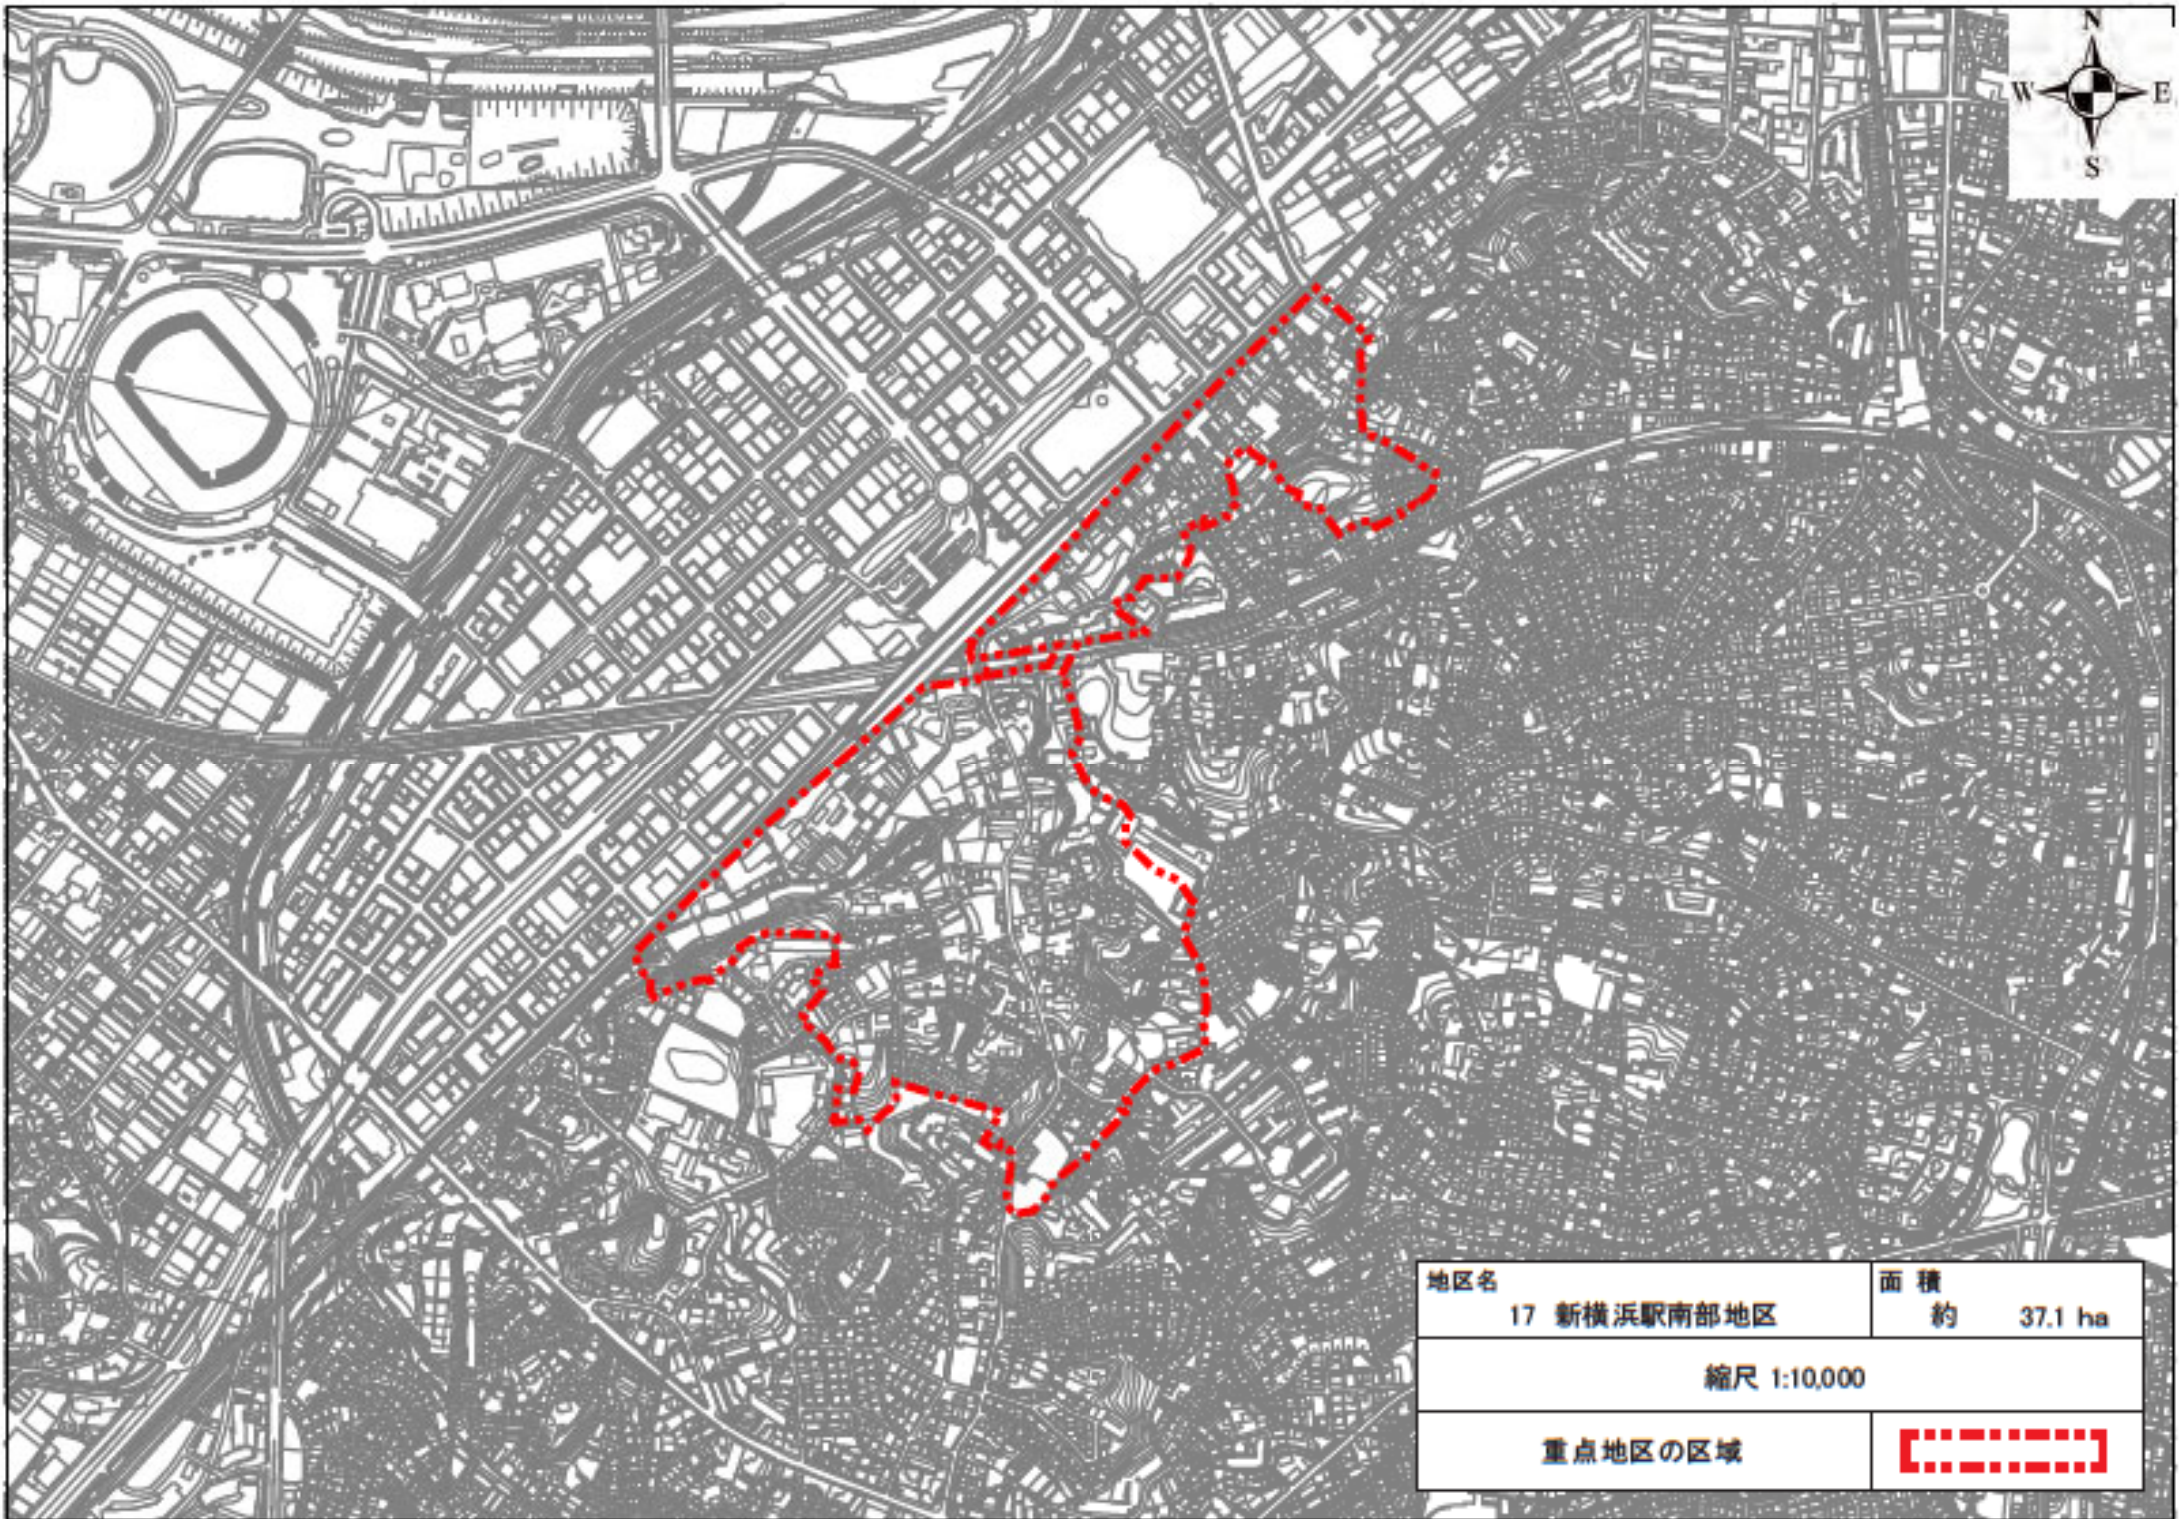 N
W E
S
地区名
17 新横浜駅南部地区
面 積
約 37.1 ha
縮尺 1:10,000
重点地区の区域